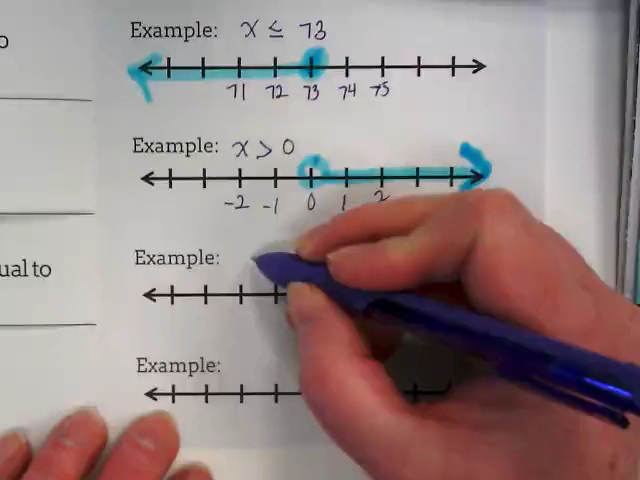 o
Example: x ≤ 73
71 72 73 74 75
Example: x > 0
-2 -1 0 1 2
Example:
ual to
Example: